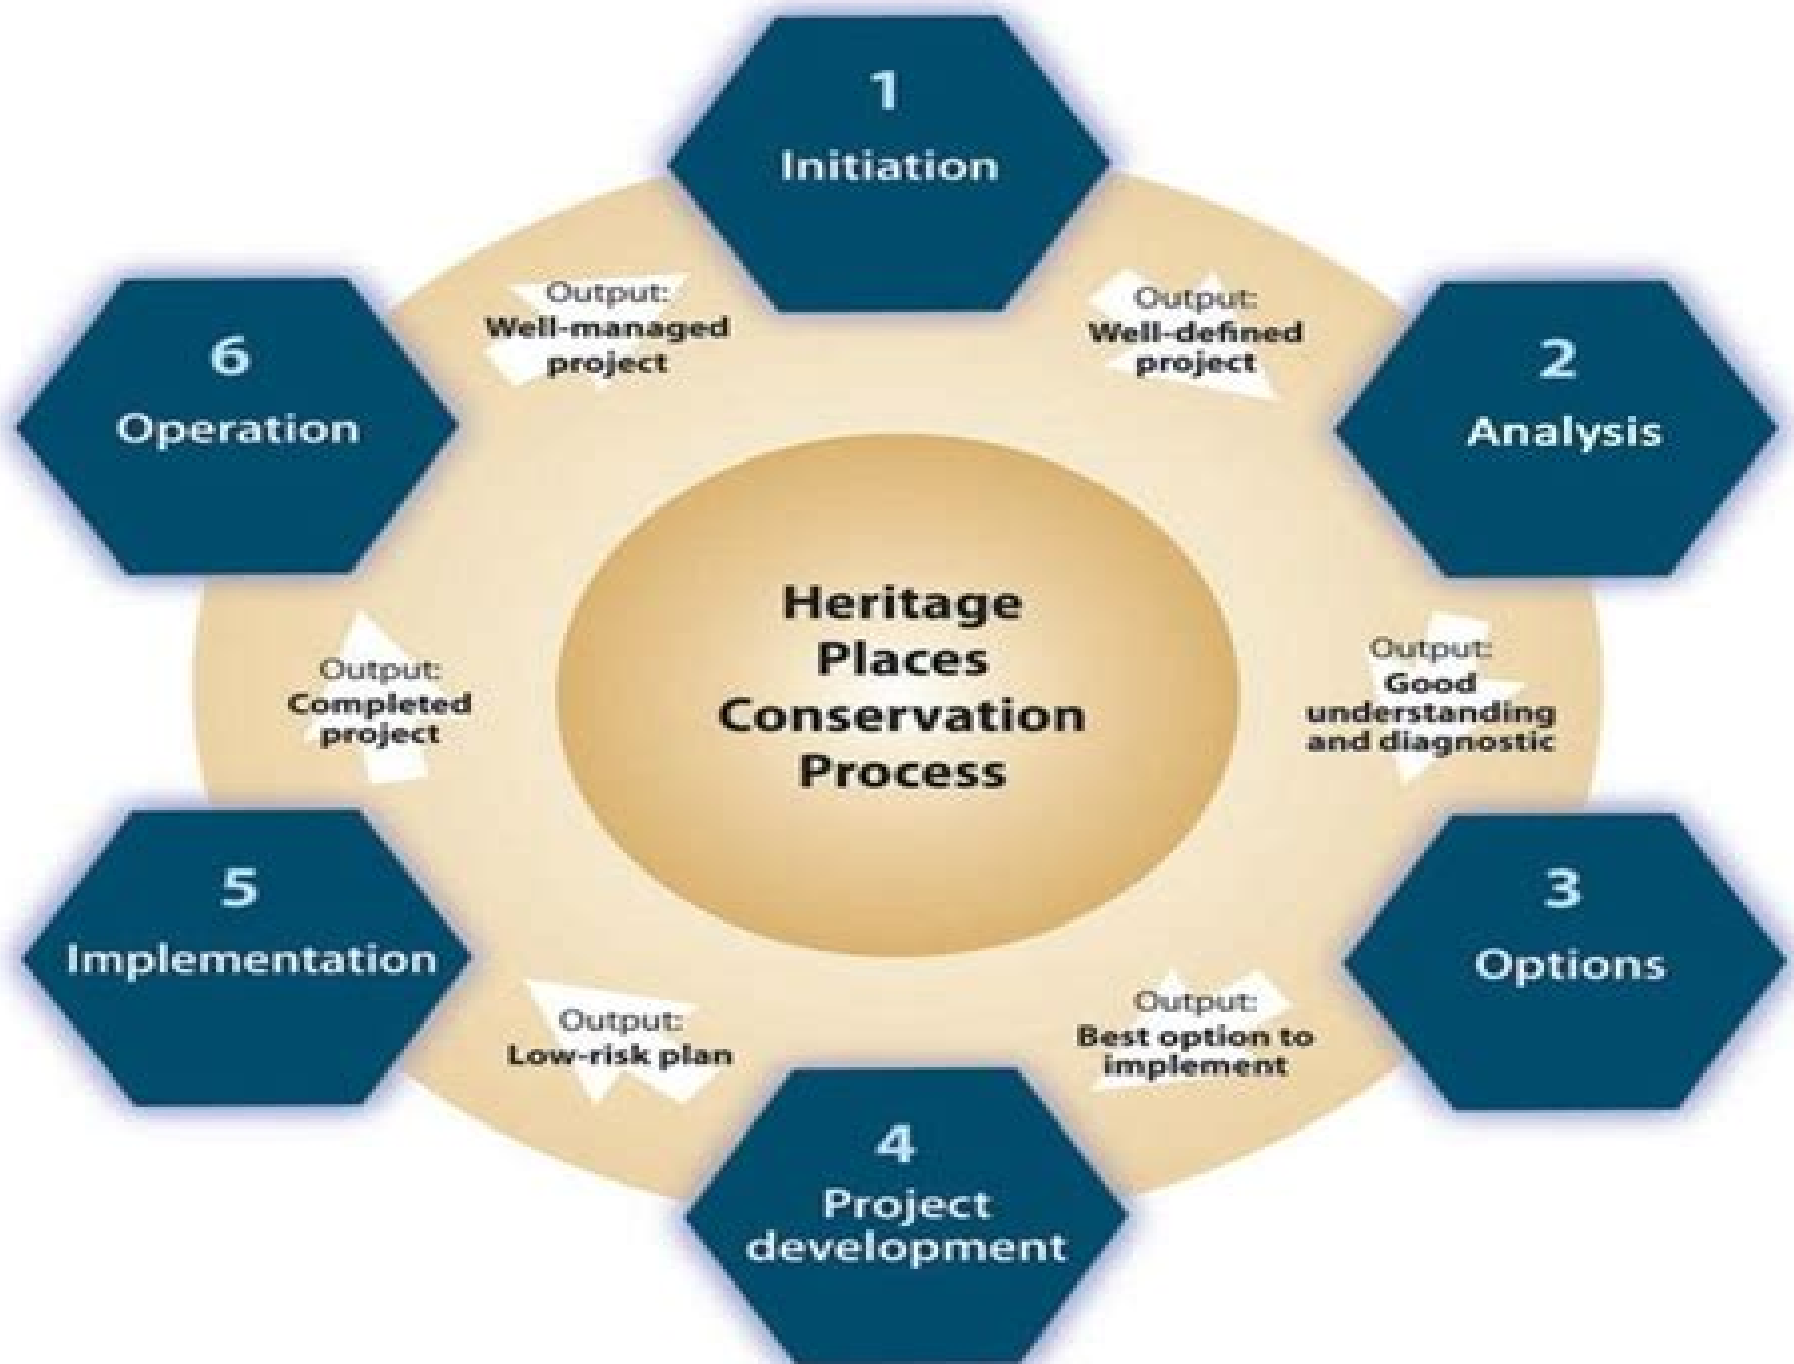 1
Initiation
Output:
Well-defined
project
2
Analysis
Output:
Good
understanding
and diagnostic
3
Options
Output:
Best option to
implement
4
Project
development
Output:
Low-risk plan
5
Implementation
Output:
Completed
project
6
Operation
Output:
Well-managed
project
Heritage
Places
Conservation
Process